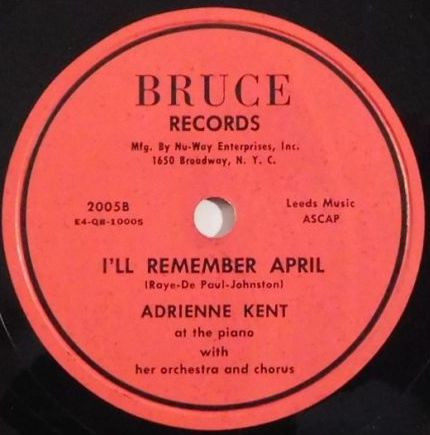 BRUCE
RECORDS
Mfg. By Nu-Way Enterprises, Inc.
1650 Broadway, N. Y. C.
2005B
E4-QB-10005
Leeds Music
ASCAP
I'LL REMEMBER APRIL
(Raye-De Paul-Johnston)
ADRIENNE KENT
at the piano
with
her orchestra and chorus